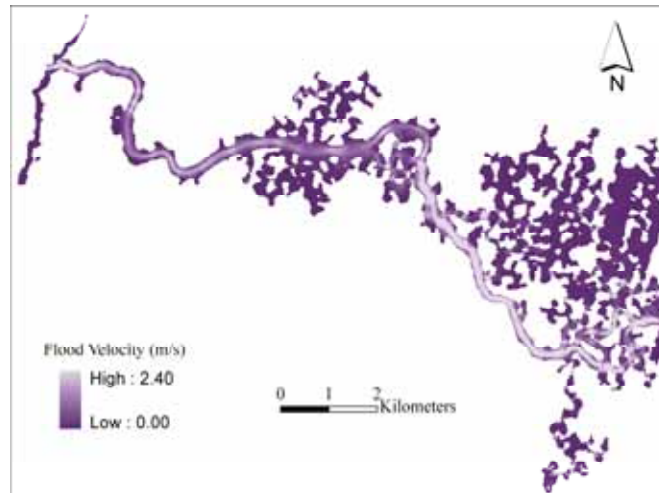 N
Flood Velocity (m/s)
High : 2.40
Low : 0.00
0 1 2
Kilometers